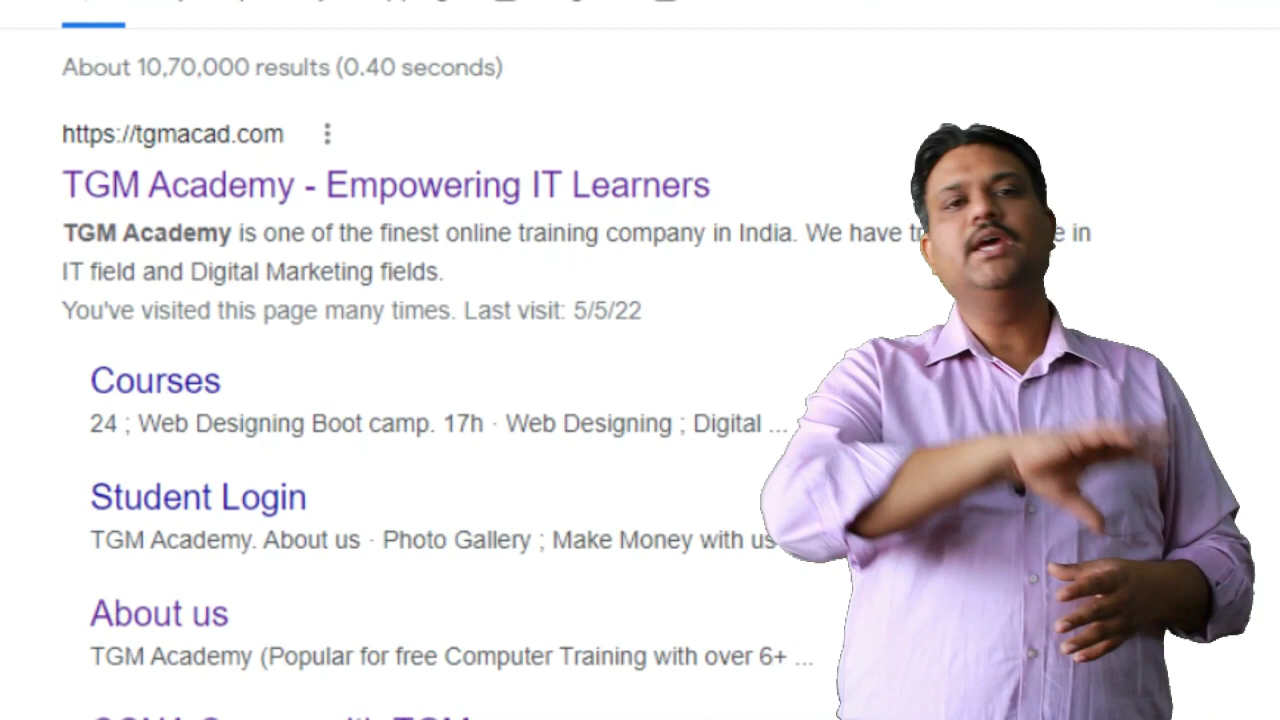 About 10,70,000 results (0.40 seconds)
https://tgmacad.com
TGM Academy - Empowering IT Learners
TGM Academy is one of the finest online training company in India. We have in
IT field and Digital Marketing fields.
You've visited this page many times. Last visit: 5/5/22
Courses
24 ; Web Designing Boot camp. 17h · Web Designing ; Digital ...
Student Login
TGM Academy. About us · Photo Gallery ; Make Money with us
About us
TGM Academy (Popular for free Computer Training with over 6+ ...